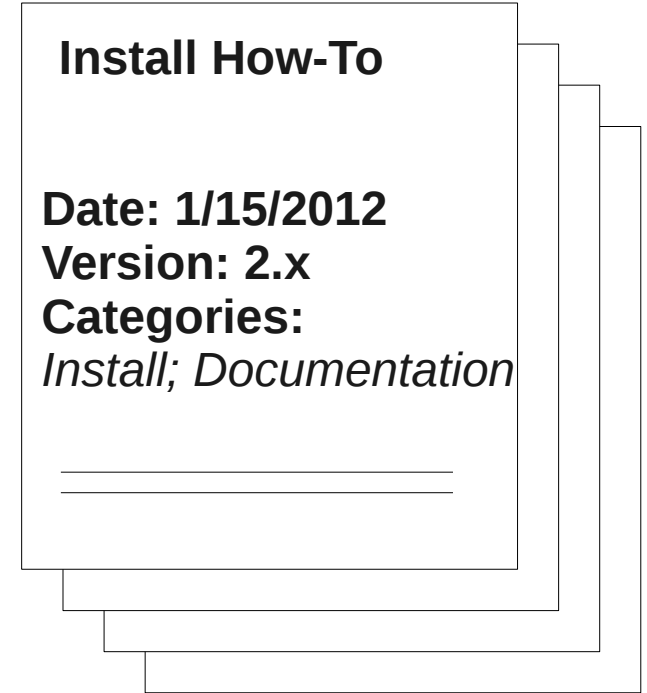 Install How-To
Date: 1/15/2012
Version: 2.x
Categories:
Install; Documentation